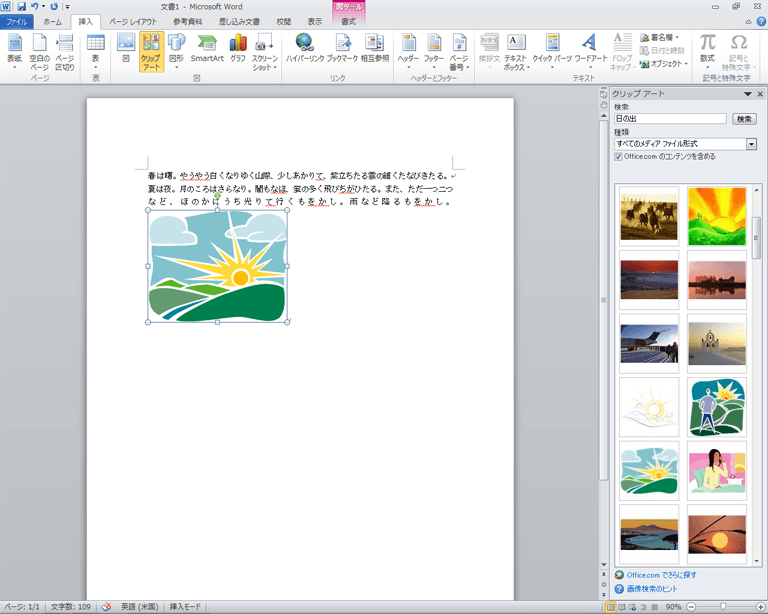 文書1 - Microsoft Word
図ツール
ファイル ホーム 挿入 ページ レイアウト 参考資料 差し込み文書 校閲 表示 書式
表紙 空白のページ ページ区切り 表 図 クリップアート 図形 SmartArt グラフ スクリーンショット ハイパーリンク ブックマーク 相互参照 ヘッダー フッター ページ番号 挨拶文 テキストボックス クイック パーツ ワードアート ドロップキャップ 署名欄 日付と時刻 オブジェクト 数式 記号と特殊文字
ページ 表 図 リンク ヘッダーとフッター テキスト 記号と特殊文字
春は曙。やうやう白くなりゆく山際、少しあかりて、紫立ちたる雲の細くたなびきたる。
夏は夜。月のころはさらなり。闇もなほ、蛍の多く飛びちがひたる。また、ただ一つ二つ
など、ほのかにうち光りて行くもをかし。雨など降るもをかし。
クリップ アート
検索:
日の出
検索
種類:
すべてのメディア ファイル形式
Office.com のコンテンツを含める
Office.com でさらに探す
画像検索のヒント
ページ: 1/1 文字数: 109 英語 (米国) 挿入モード 90%